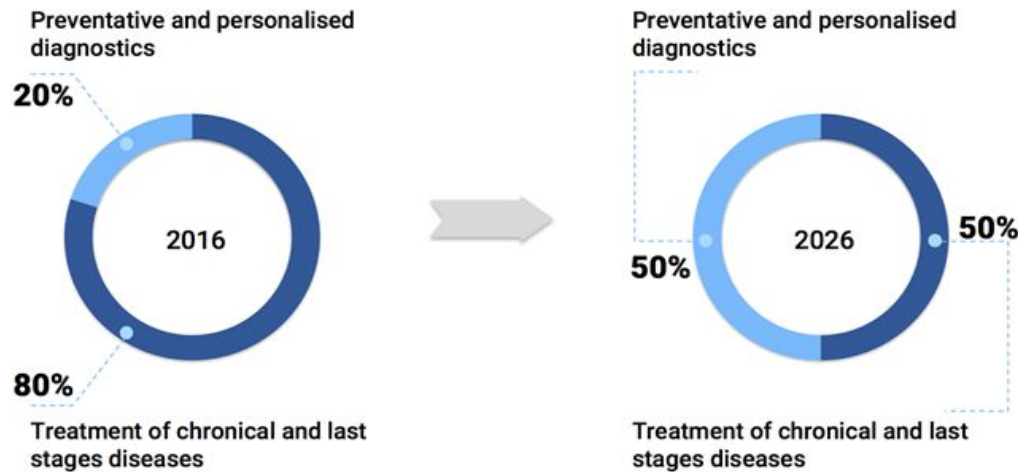 Preventative and personalised
diagnostics
20%
2016
80%
Treatment of chronical and last
stages diseases
Preventative and personalised
diagnostics
50%
2026
50%
Treatment of chronical and last
stages diseases